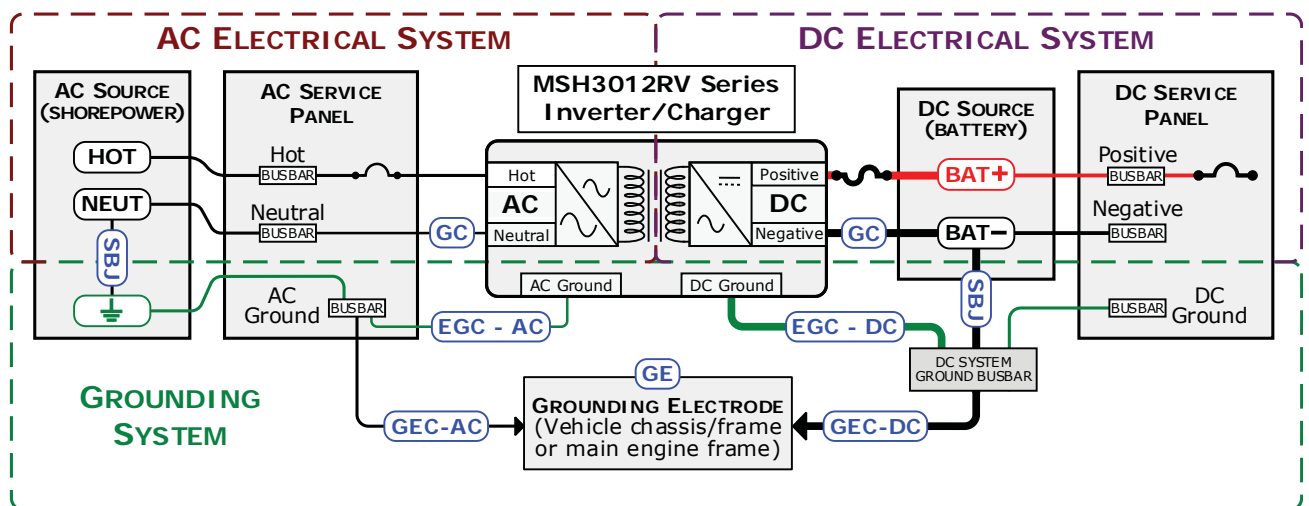 AC ELECTRICAL SYSTEM
DC ELECTRICAL SYSTEM
AC SOURCE
(SHOREPOWER)
HOT
NEUT
SBJ
AC SERVICE
PANEL
Hot
BUSBAR
Neutral
BUSBAR
GC
AC
Ground
BUSBAR
MSH3012RV Series
Inverter/Charger
Hot
AC
Neutral
Positive
DC
Negative
AC Ground
DC Ground
GC
DC SOURCE
(BATTERY)
BAT+
BAT–
SBJ
DC SERVICE
PANEL
Positive
BUSBAR
Negative
BUSBAR
BUSBAR
DC
Ground
EGC - AC
EGC - DC
DC SYSTEM
GROUND BUSBAR
GROUNDING
SYSTEM
GEC-AC
GE
GROUNDING ELECTRODE
(Vehicle chassis/frame
or main engine frame)
GEC-DC